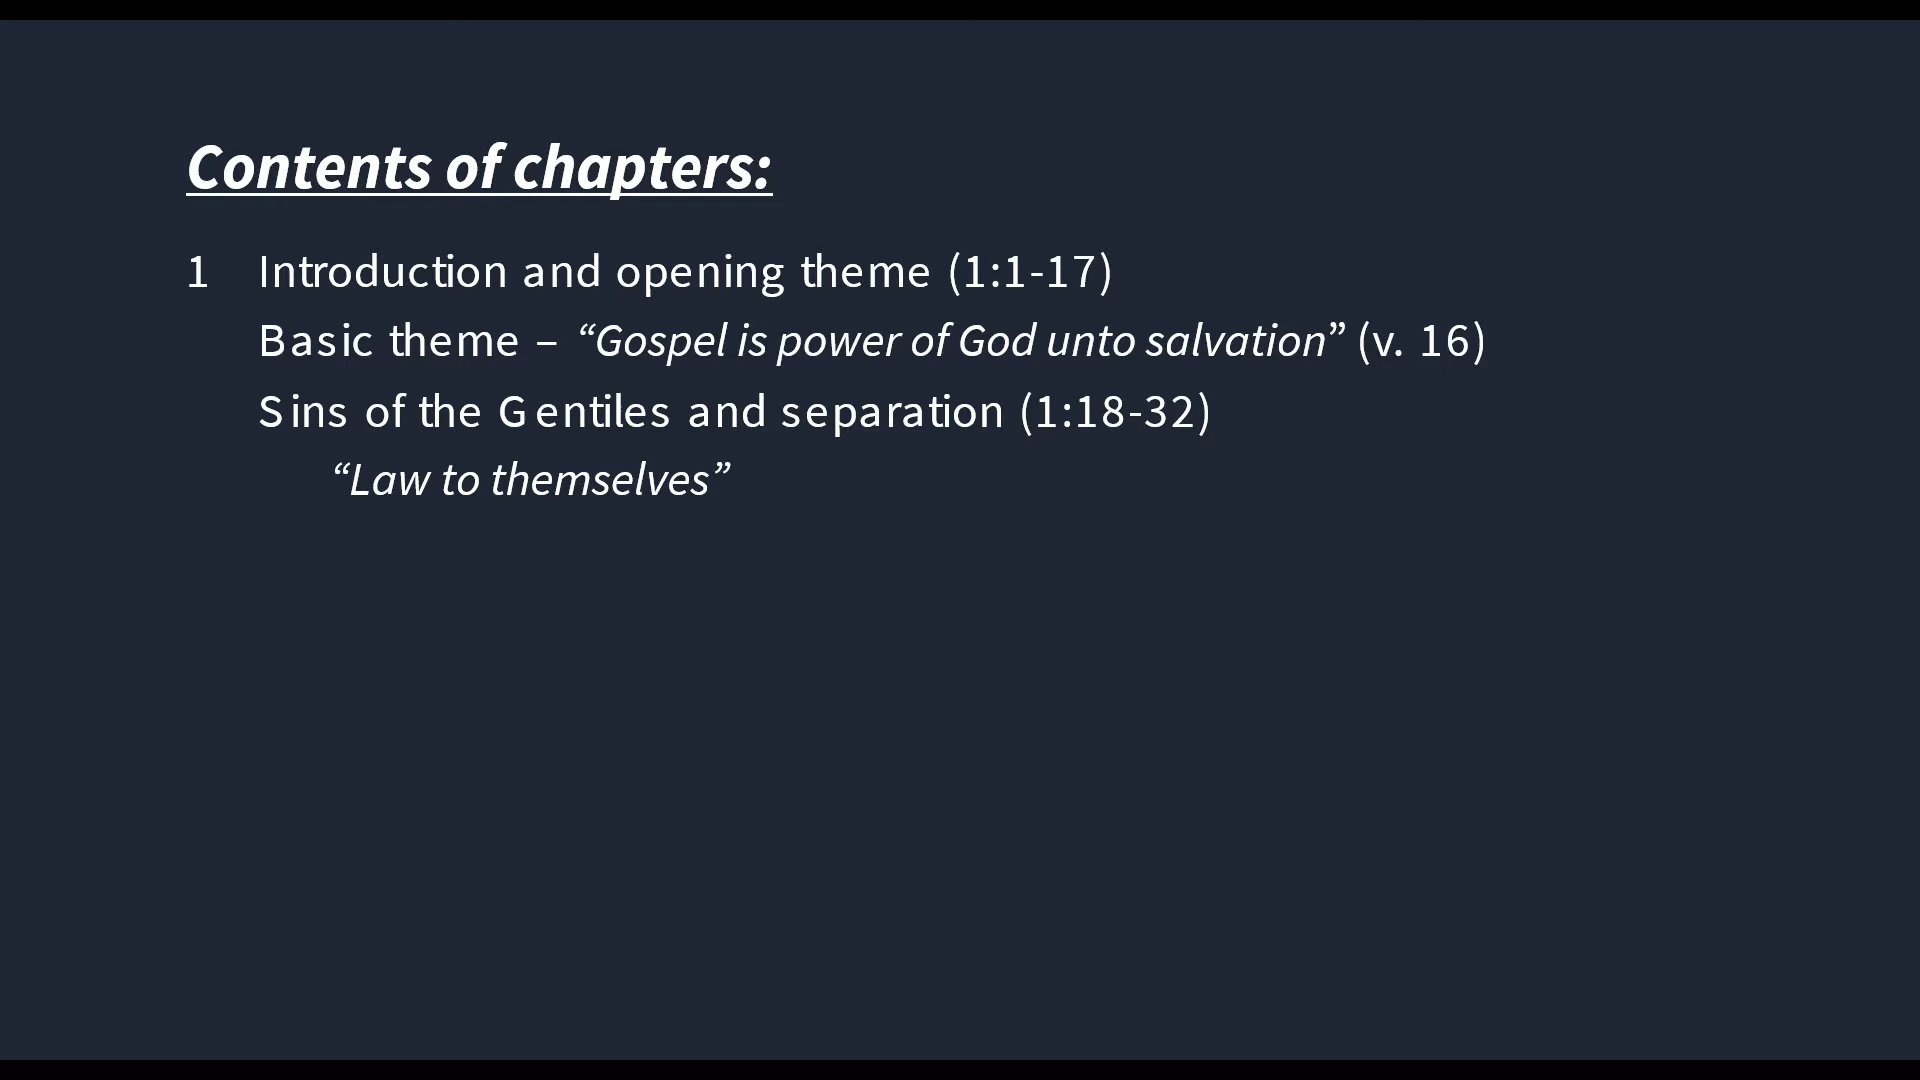 Contents of chapters:
1 Introduction and opening theme (1:1-17)
Basic theme – “Gospel is power of God unto salvation” (v. 16)
Sins of the Gentiles and separation (1:18-32)
“Law to themselves”